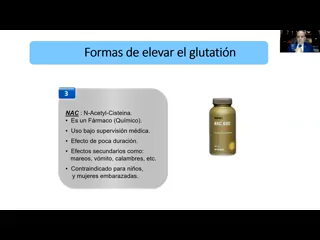 Formas de elevar el glutatión
3
NAC : N-Acetyl-Cisteina.
• Es un Fármaco (Químico).
• Uso bajo supervisión médica.
• Efecto de poca duración.
• Efectos secundarios como:
mareos, vómito, calambres, etc.
• Contraindicado para niños,
y mujeres embarazadas.